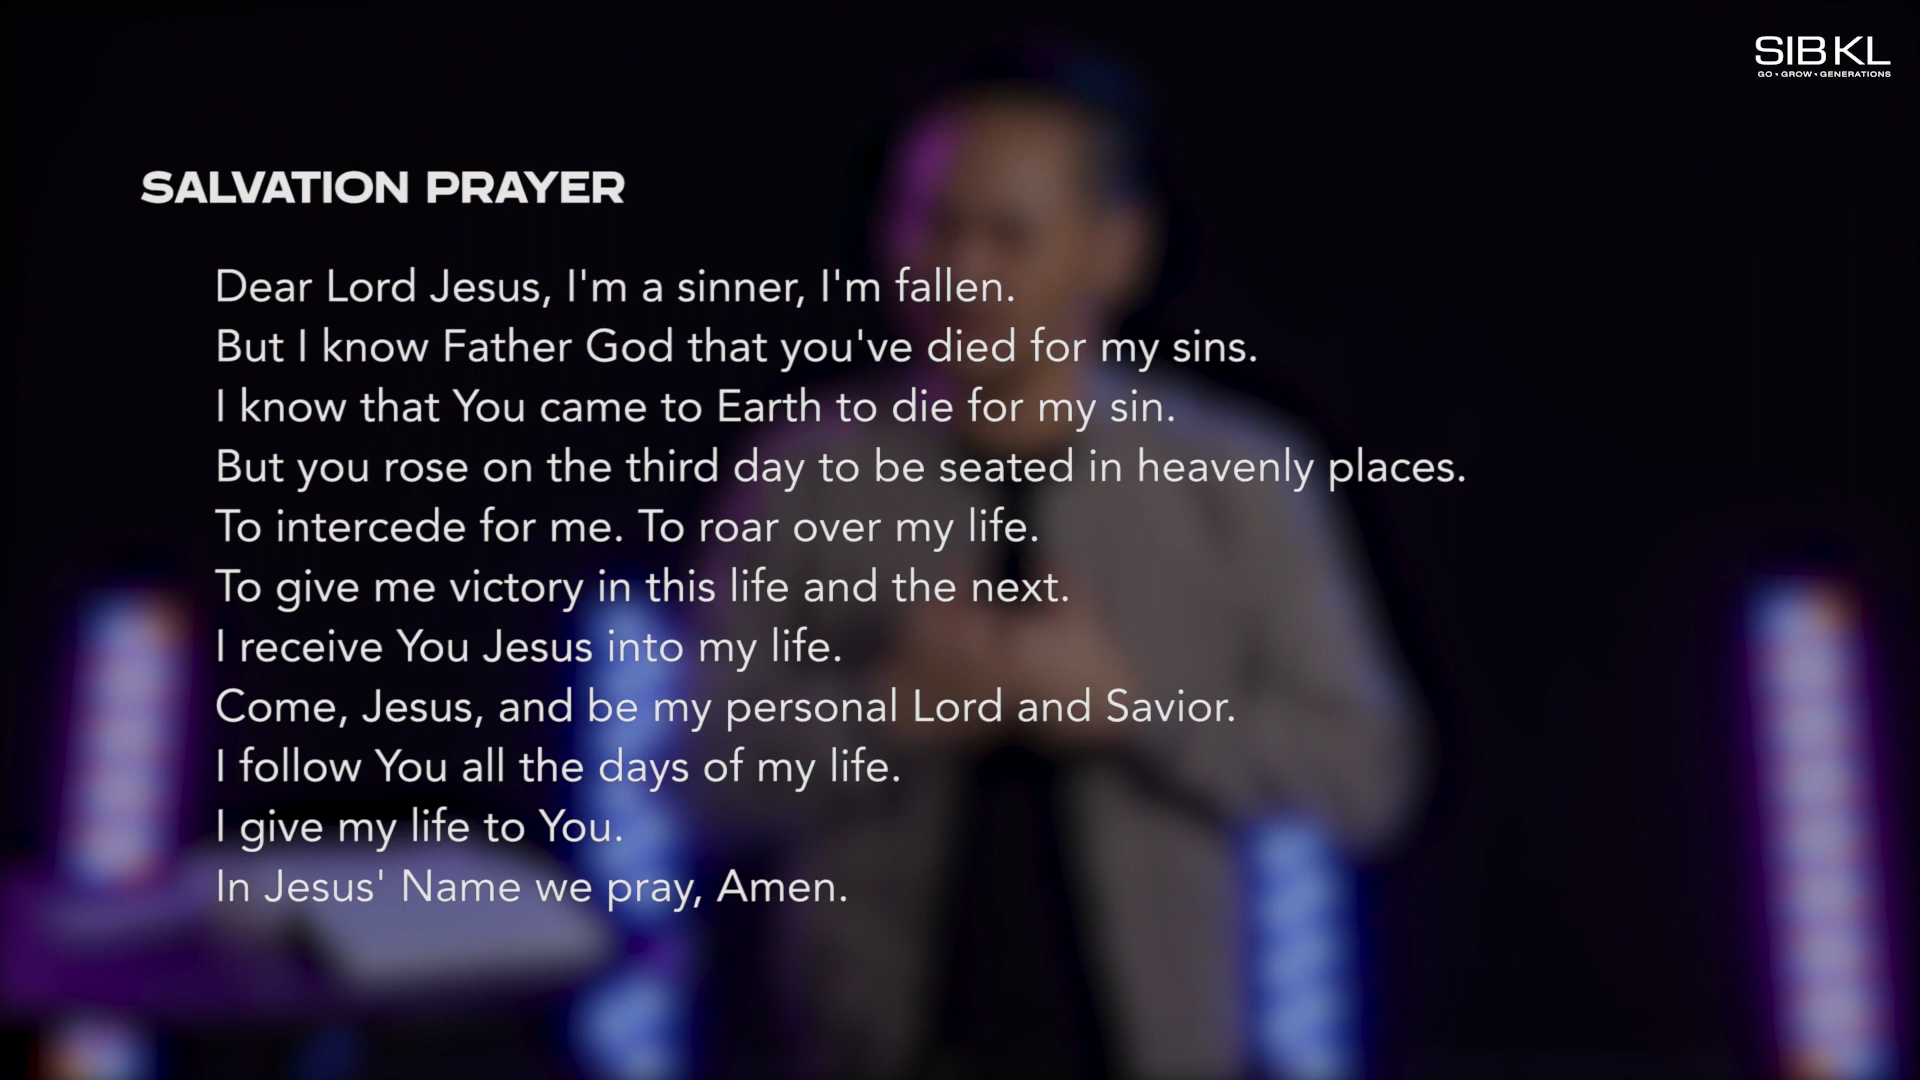 SIBKL
GO • GROW • GENERATIONS
SALVATION PRAYER
Dear Lord Jesus, I'm a sinner, I'm fallen.
But I know Father God that you've died for my sins.
I know that You came to Earth to die for my sin.
But you rose on the third day to be seated in heavenly places.
To intercede for me. To roar over my life.
To give me victory in this life and the next.
I receive You Jesus into my life.
Come, Jesus, and be my personal Lord and Savior.
I follow You all the days of my life.
I give my life to You.
In Jesus' Name we pray, Amen.